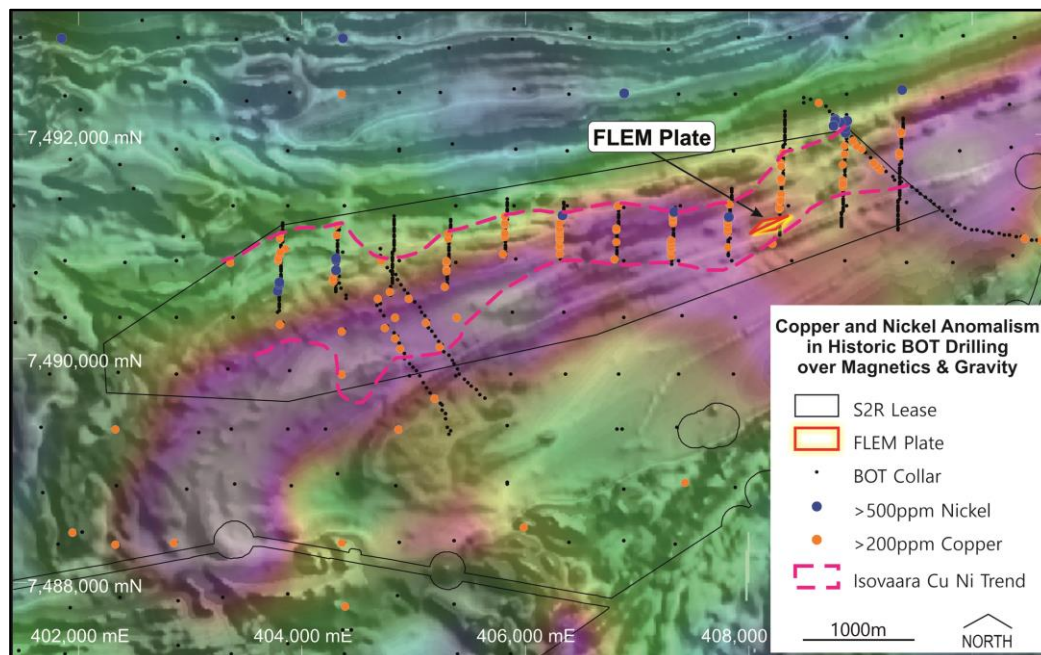 FLEM Plate
7,492,000 mN
7,490,000 mN
7,488,000 mN
402,000 mE
404,000 mE
406,000 mE
408,000 mE
Copper and Nickel Anomalism
in Historic BOT Drilling
over Magnetics & Gravity
S2R Lease
FLEM Plate
BOT Collar
>500ppm Nickel
>200ppm Copper
Isovaara Cu Ni Trend
1000m
NORTH